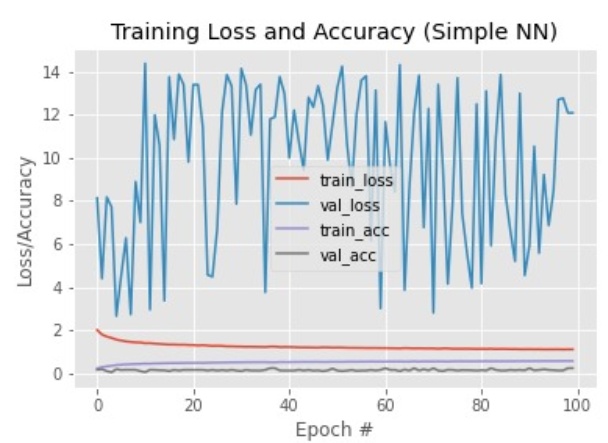 Training Loss and Accuracy (Simple NN)
14
12
10
8
6
4
2
0
Loss/Accuracy
train_loss
val_loss
train_acc
val_acc
0 20 40 60 80 100
Epoch #